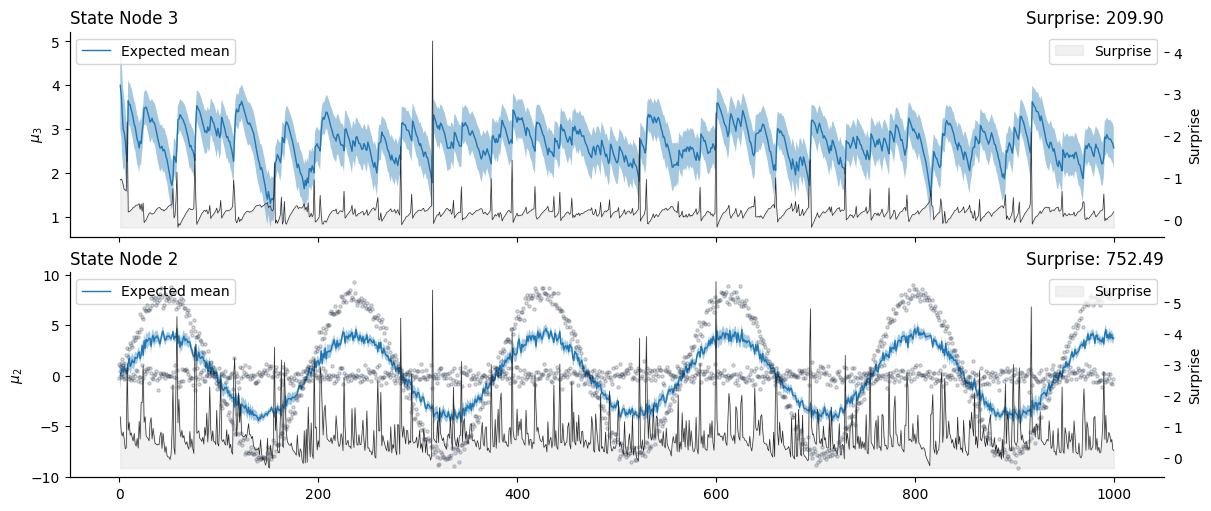 State Node 3
Surprise: 209.90
Expected mean
Surprise
5
4
3
2
1
μ3
4
3
2
1
0
Surprise
State Node 2
Surprise: 752.49
Expected mean
Surprise
10
5
0
−5
−10
μ2
5
4
3
2
1
0
Surprise
0
200
400
600
800
1000